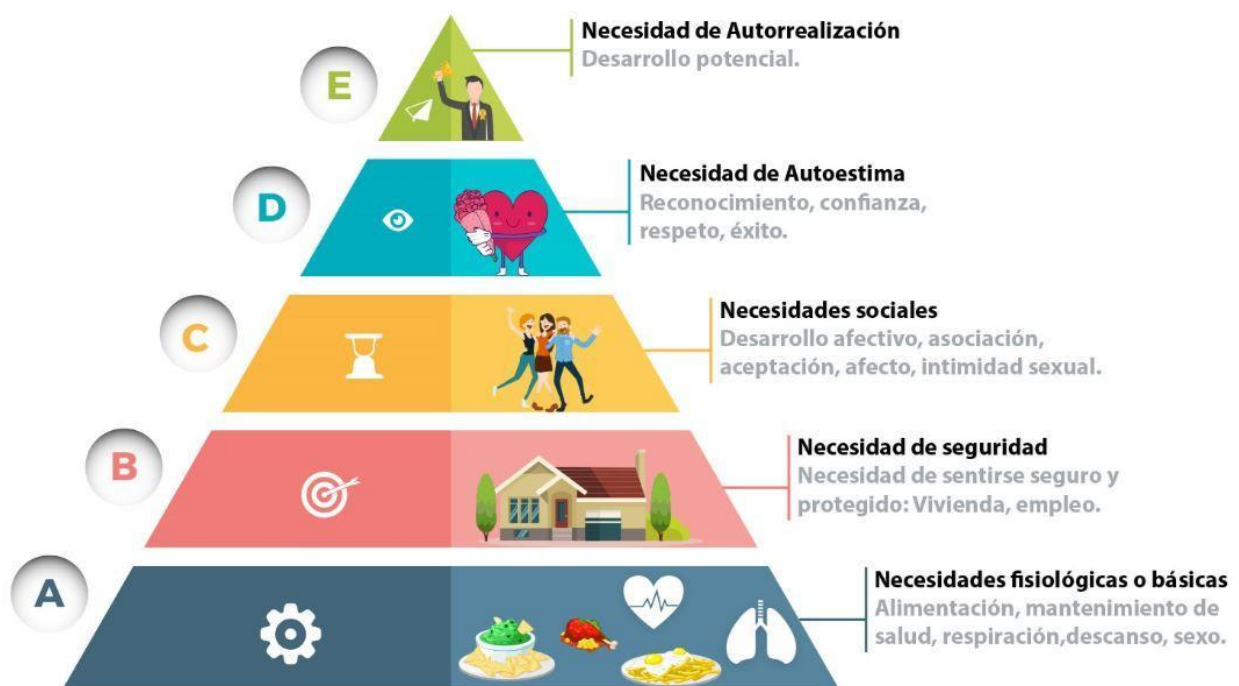 E
Necesidad de Autorrealización
Desarrollo potencial.
D
Necesidad de Autoestima
Reconocimiento, confianza,
respeto, éxito.
C
Necesidades sociales
Desarrollo afectivo, asociación,
aceptación, afecto, intimidad sexual.
B
Necesidad de seguridad
Necesidad de sentirse seguro y
protegido: Vivienda, empleo.
A
Necesidades fisiológicas o básicas
Alimentación, mantenimiento de
salud, respiración,descanso, sexo.